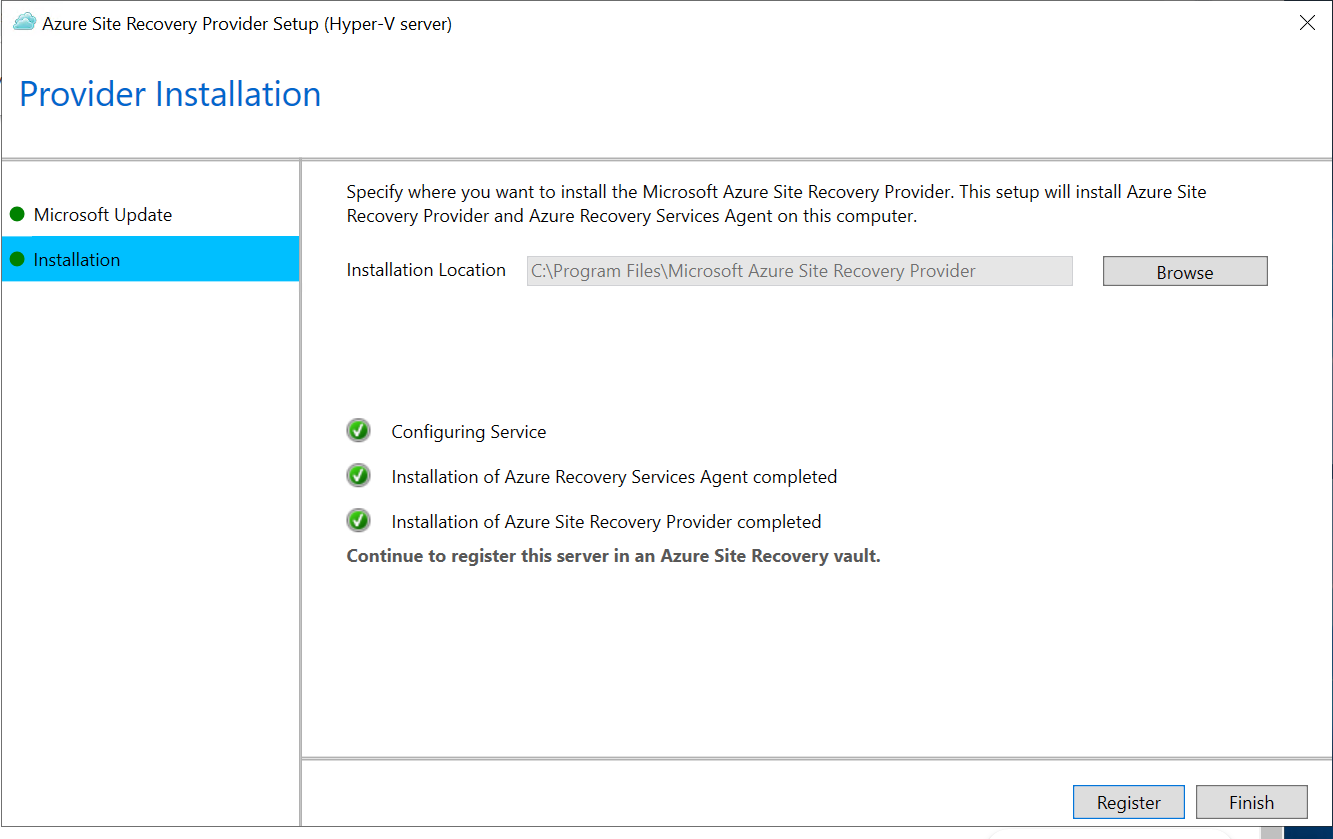 Azure Site Recovery Provider Setup (Hyper-V server)
Provider Installation
Microsoft Update
Installation
Specify where you want to install the Microsoft Azure Site Recovery Provider. This setup will install Azure Site
Recovery Provider and Azure Recovery Services Agent on this computer.
Installation Location
C:\Program Files\Microsoft Azure Site Recovery Provider
Browse
Configuring Service
Installation of Azure Recovery Services Agent completed
Installation of Azure Site Recovery Provider completed
Continue to register this server in an Azure Site Recovery vault.
Register
Finish